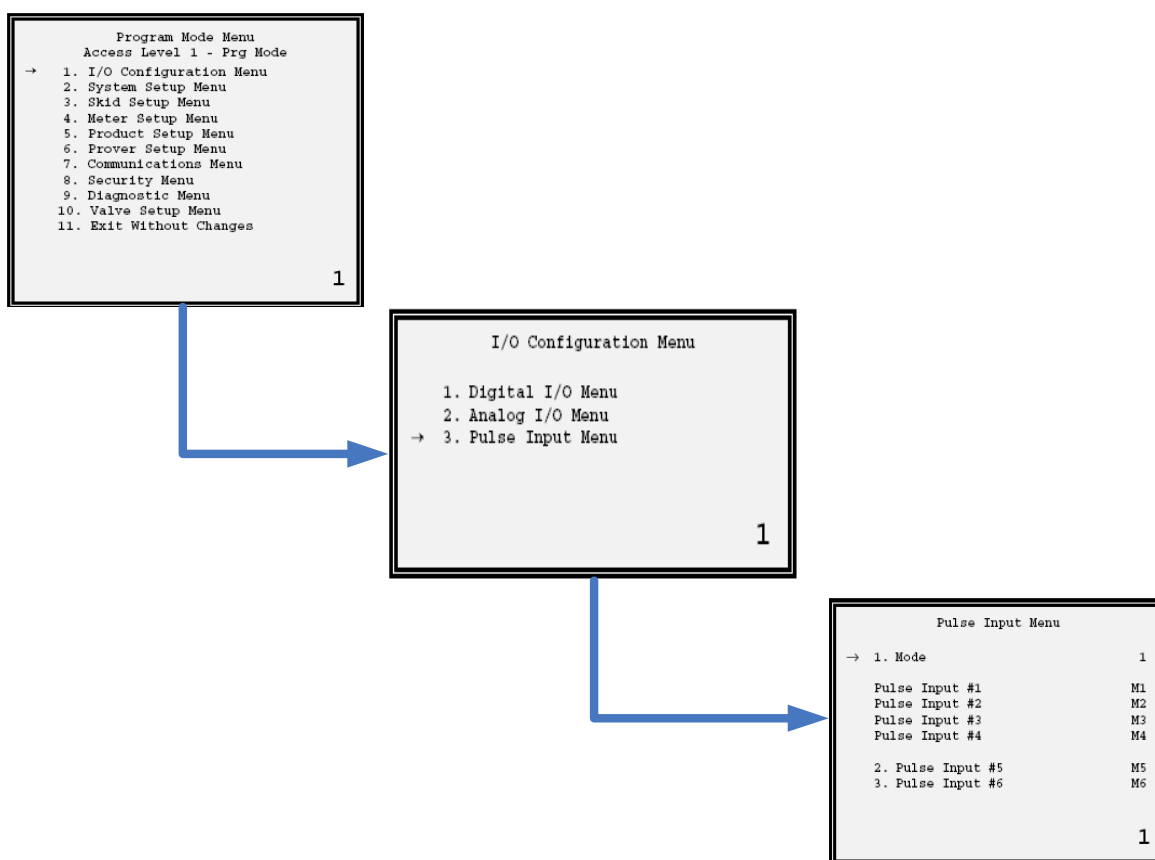 Program Mode Menu
Access Level 1 - Prg Mode
→ 1. I/O Configuration Menu
2. System Setup Menu
3. Skid Setup Menu
4. Meter Setup Menu
5. Product Setup Menu
6. Prover Setup Menu
7. Communications Menu
8. Security Menu
9. Diagnostic Menu
10. Valve Setup Menu
11. Exit Without Changes
1
I/O Configuration Menu
1. Digital I/O Menu
2. Analog I/O Menu
→ 3. Pulse Input Menu
1
Pulse Input Menu
→ 1. Mode 1
Pulse Input #1 M1
Pulse Input #2 M2
Pulse Input #3 M3
Pulse Input #4 M4
2. Pulse Input #5 M5
3. Pulse Input #6 M6
1